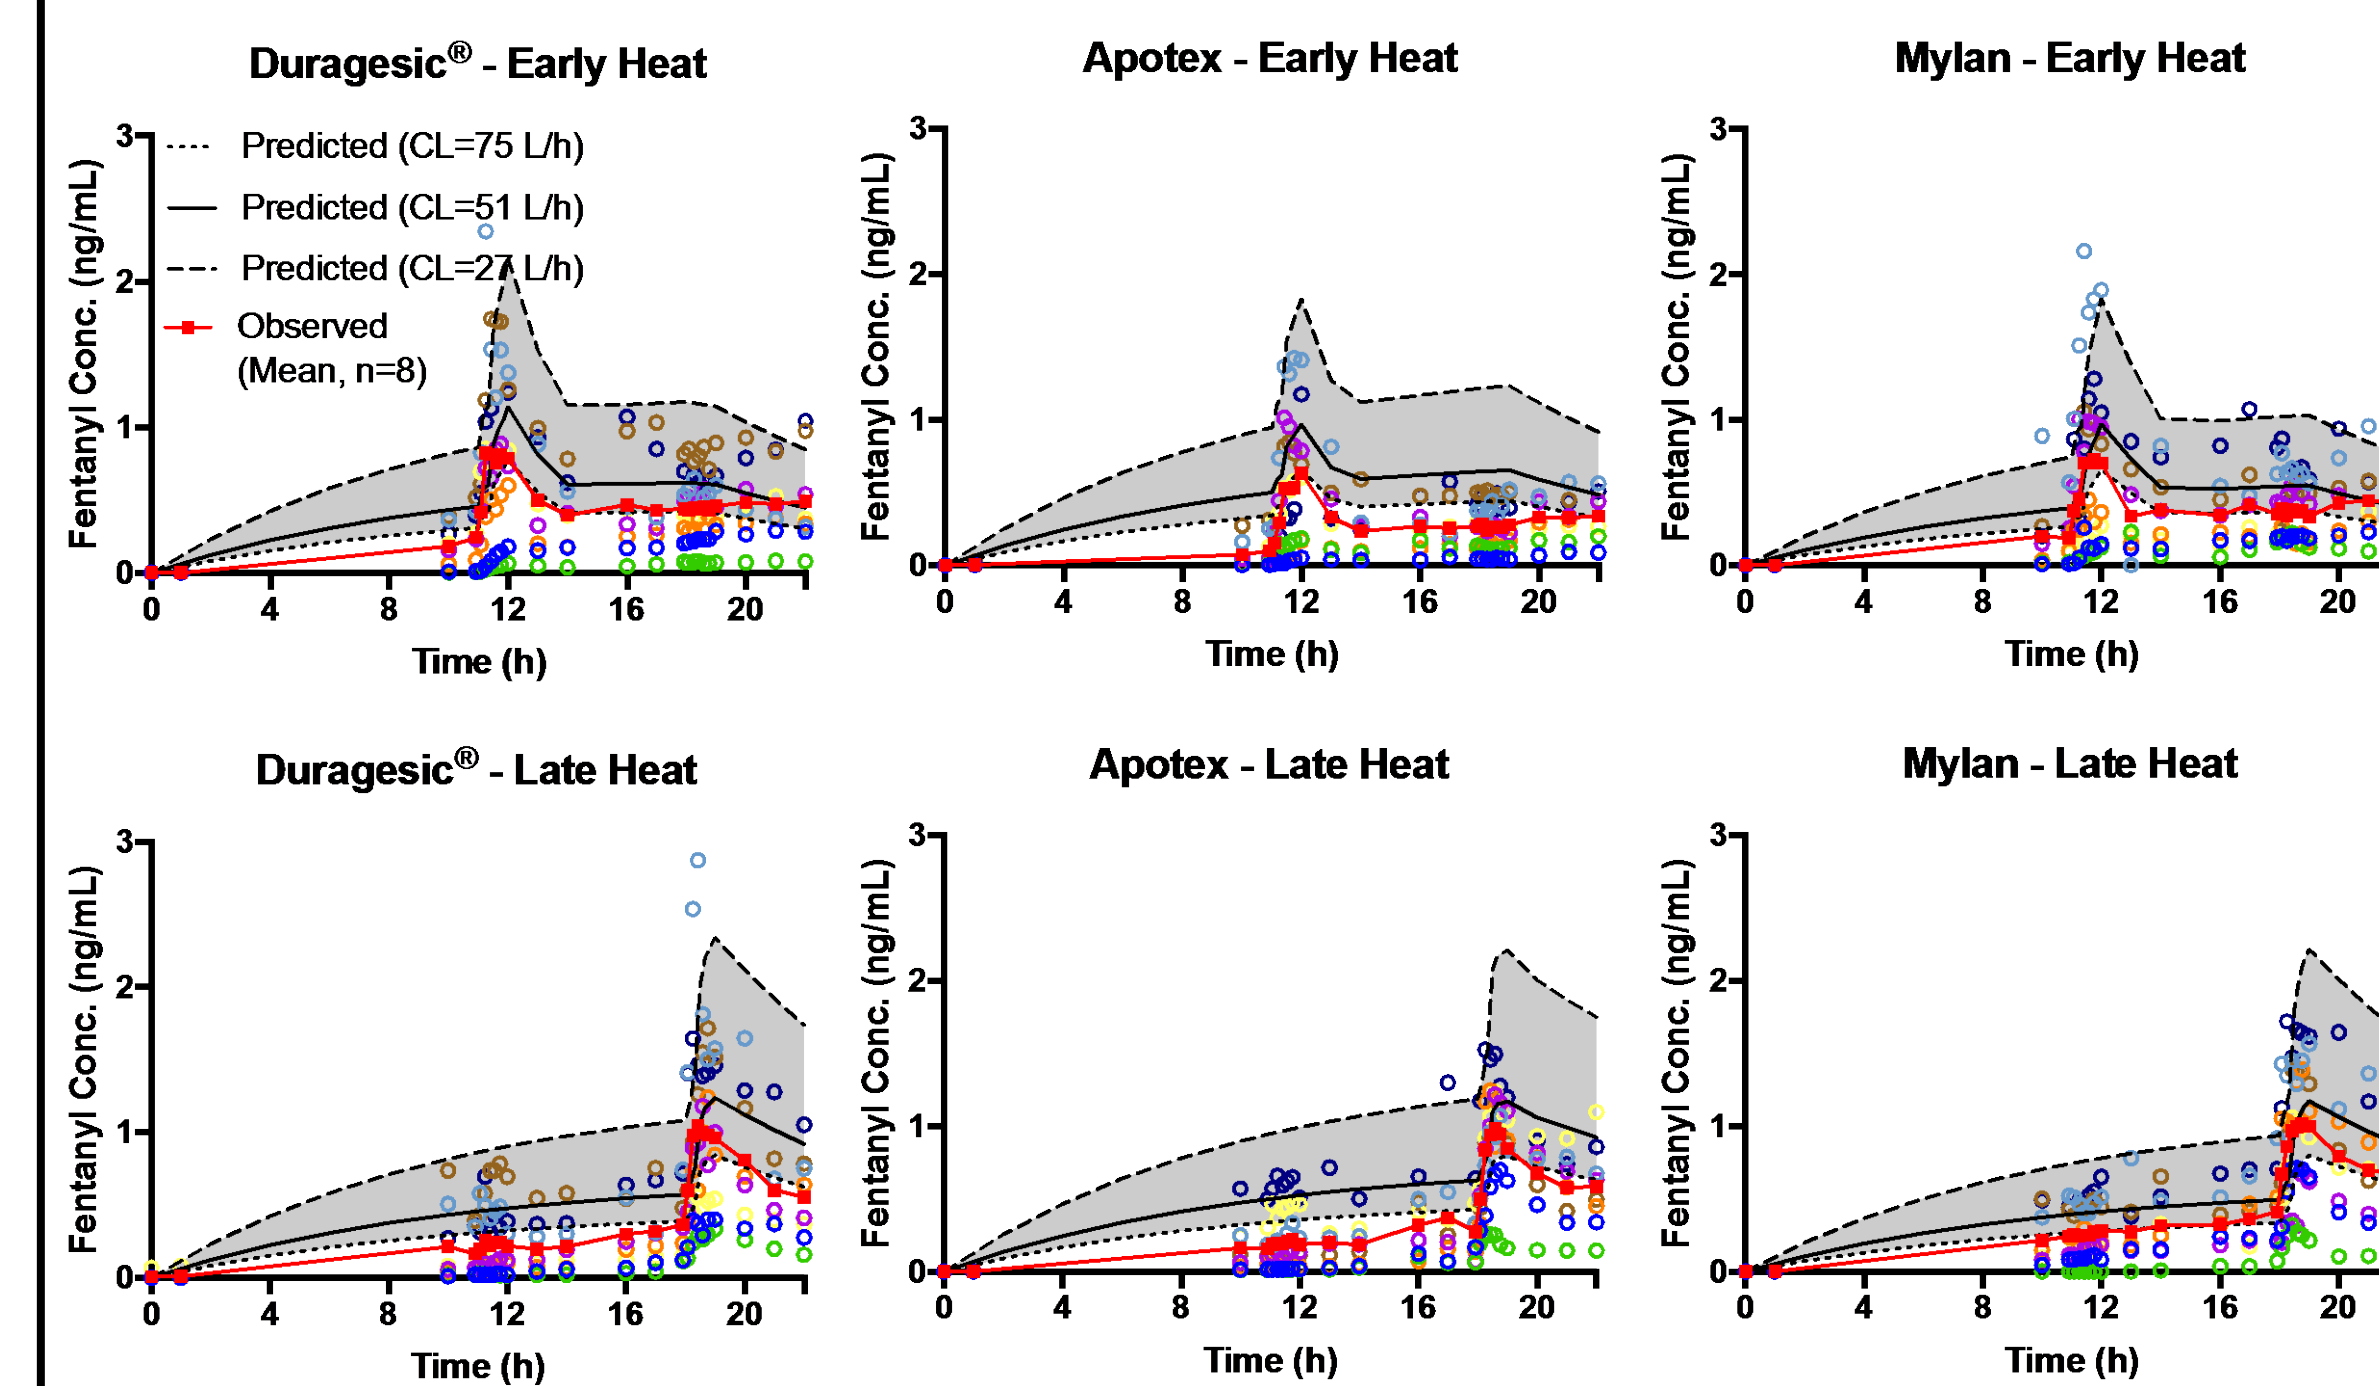 Duragesic® - Early Heat
Fentanyl Conc. (ng/mL)
3
2
1
0
Predicted (CL=75 L/h)
Predicted (CL=51 L/h)
Predicted (CL=27 L/h)
Observed
(Mean, n=8)
0 4 8 12 16 20
Time (h)
Apotex - Early Heat
Fentanyl Conc. (ng/mL)
3
2
1
0
0 4 8 12 16 20
Time (h)
Mylan - Early Heat
Fentanyl Conc. (ng/mL)
3
2
1
0
0 4 8 12 16 20
Time (h)
Duragesic® - Late Heat
Fentanyl Conc. (ng/mL)
3
2
1
0
0 4 8 12 16 20
Time (h)
Apotex - Late Heat
Fentanyl Conc. (ng/mL)
3
2
1
0
0 4 8 12 16 20
Time (h)
Mylan - Late Heat
Fentanyl Conc. (ng/mL)
3
2
1
0
0 4 8 12 16 20
Time (h)